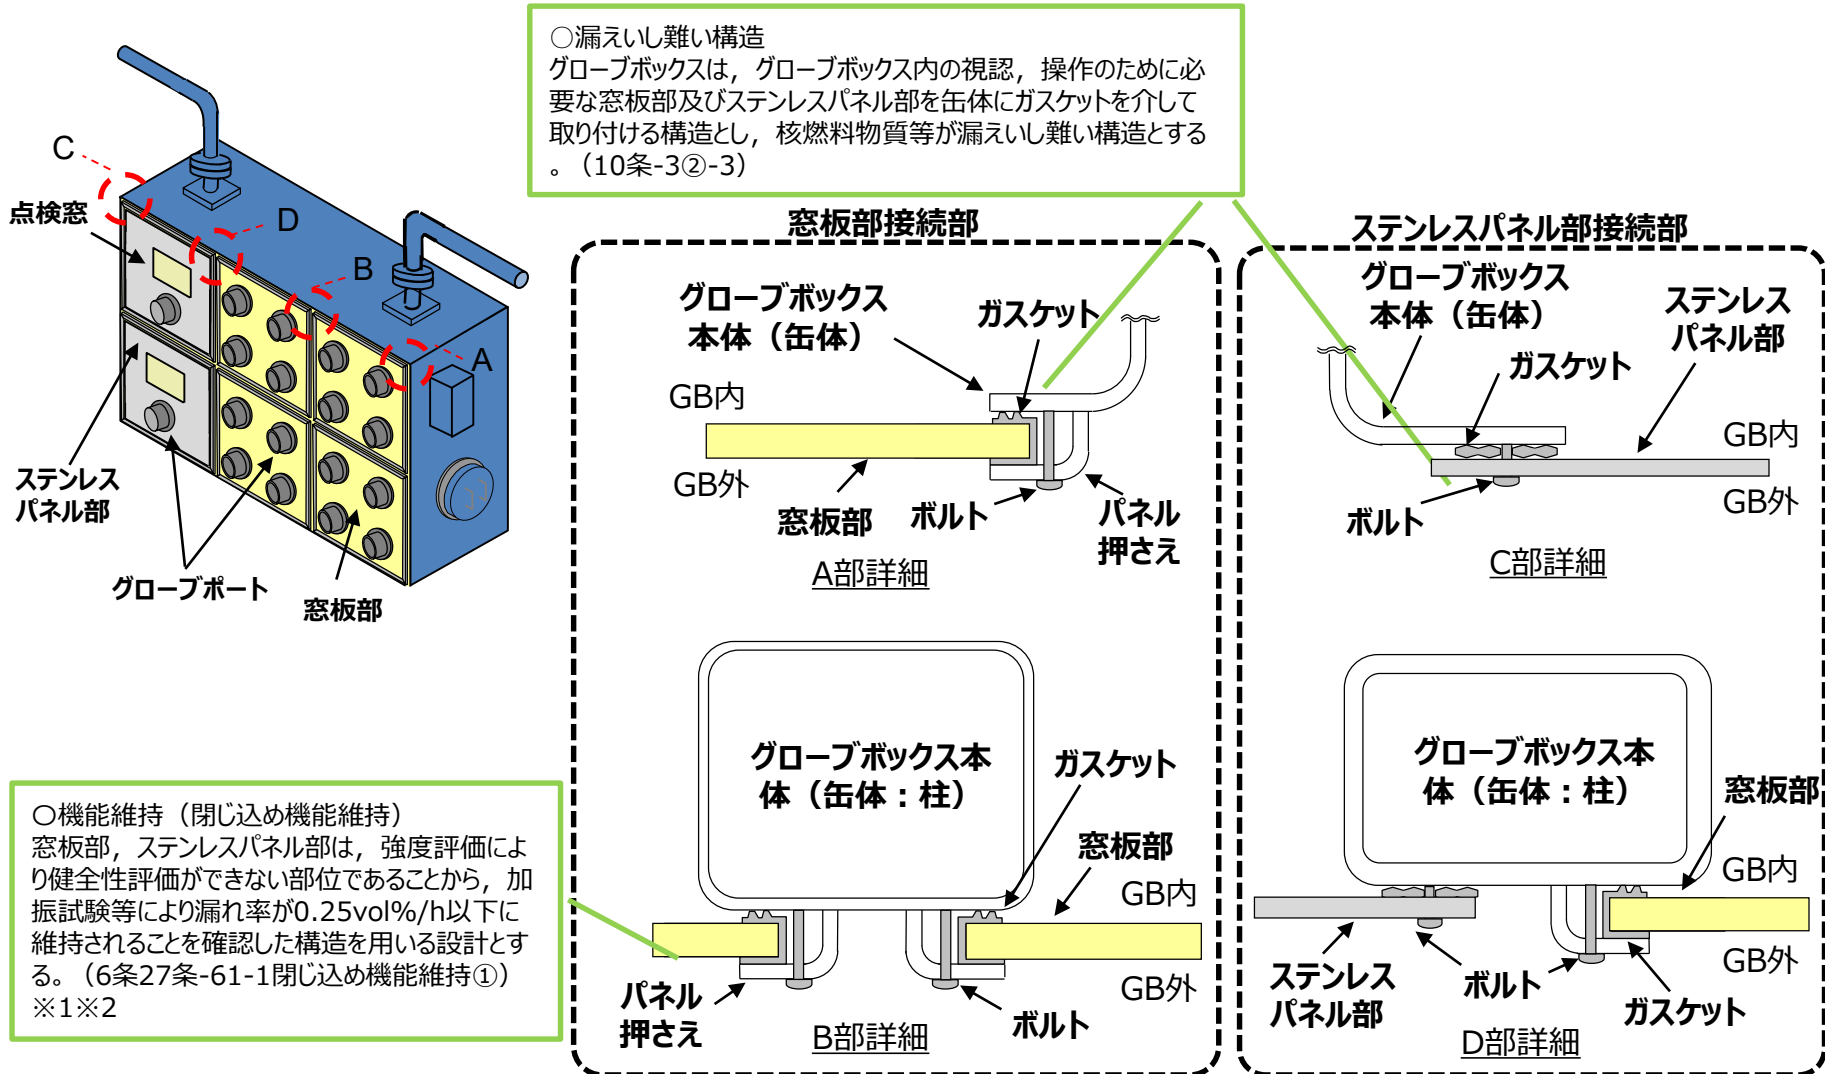 ○漏えいし難い構造
グローブボックスは，グローブボックス内の視認，操作のために必
要な窓板部及びステンレスパネル部を缶体にガスケットを介して
取り付ける構造とし，核燃料物質等が漏えいし難い構造とする
。（10条-3②-3）
C
点検窓
D
B
A
ステンレス
パネル部
グローブポート
窓板部
窓板部接続部
グローブボックス
本体（缶体）
ガスケット
GB内
GB外
窓板部
ボルト
パネル
押さえ
A部詳細
グローブボックス本
体（缶体：柱）
ガスケット
窓板部
GB内
GB外
パネル
押さえ
ボルト
B部詳細
ステンレスパネル部接続部
グローブボックス
本体（缶体）
ステンレス
パネル部
ガスケット
GB内
GB外
ボルト
C部詳細
グローブボックス本
体（缶体：柱）
窓板部
GB内
GB外
ステンレス
パネル部
ボルト
ガスケット
D部詳細
○機能維持（閉じ込め機能維持）
窓板部，ステンレスパネル部は，強度評価によ
り健全性評価ができない部位であることから，加
振試験等により漏れ率が0.25vol%/h以下に
維持されることを確認した構造を用いる設計とす
る。（6条27条-61-1閉じ込め機能維持①）
※1※2